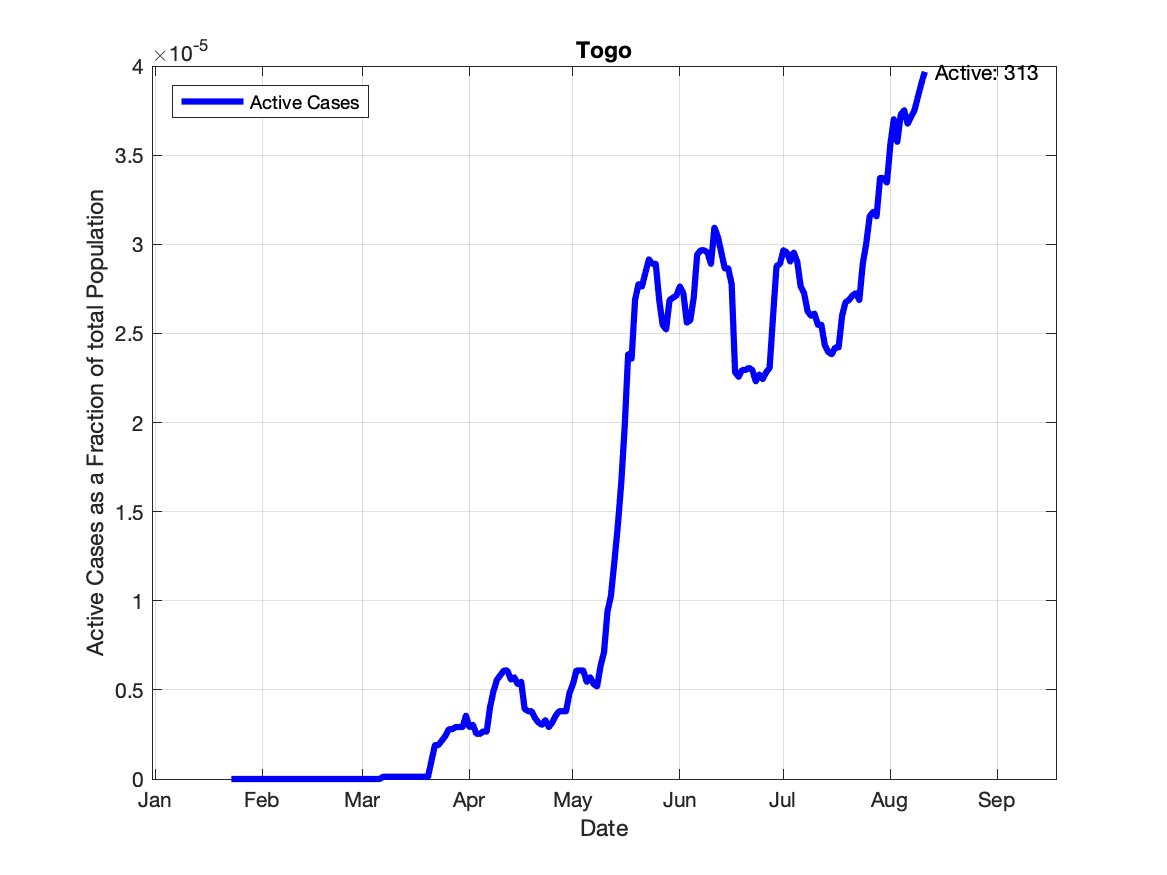 Togo
×10-5
Active: 313
Active Cases
4
3.5
3
2.5
2
1.5
1
0.5
0
Active Cases as a Fraction of total Population
Jan Feb Mar Apr May Jun Jul Aug Sep
Date